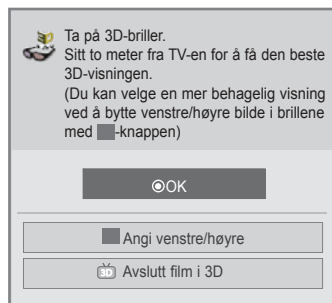 Ta på 3D-briller.
Sitt to meter fra TV-en for å få den beste
3D-visningen.
(Du kan velge en mer behagelig visning
ved å bytte venstre/høyre bilde i brillene
med -knappen)
OK
Angi venstre/høyre
3D Avslutt film i 3D